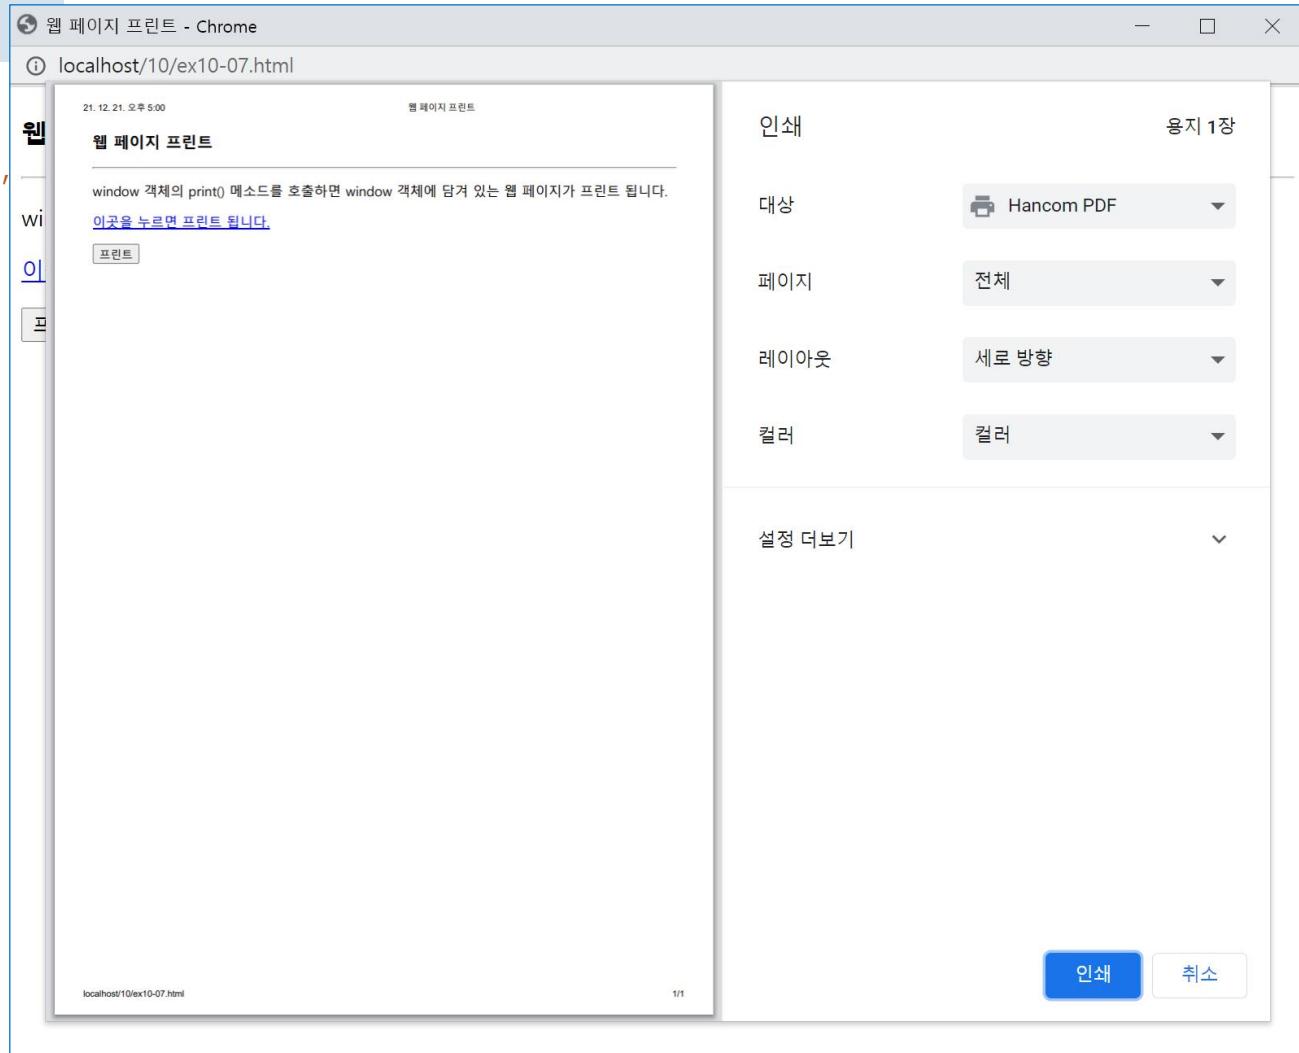 웹 페이지 프린트 - Chrome
localhost/10/ex10-07.html
웹
wi
이
프
21. 12. 21. 오후 5:00 웹 페이지 프린트
웹 페이지 프린트
window 객체의 print() 메소드를 호출하면 window 객체에 담겨 있는 웹 페이지가 프린트 됩니다.
이곳을 누르면 프린트 됩니다.
프린트
localhost/10/ex10-07.html 1/1
인쇄 용지 1장
대상 Hancom PDF
페이지 전체
레이아웃 세로 방향
컬러 컬러
설정 더보기
인쇄 취소